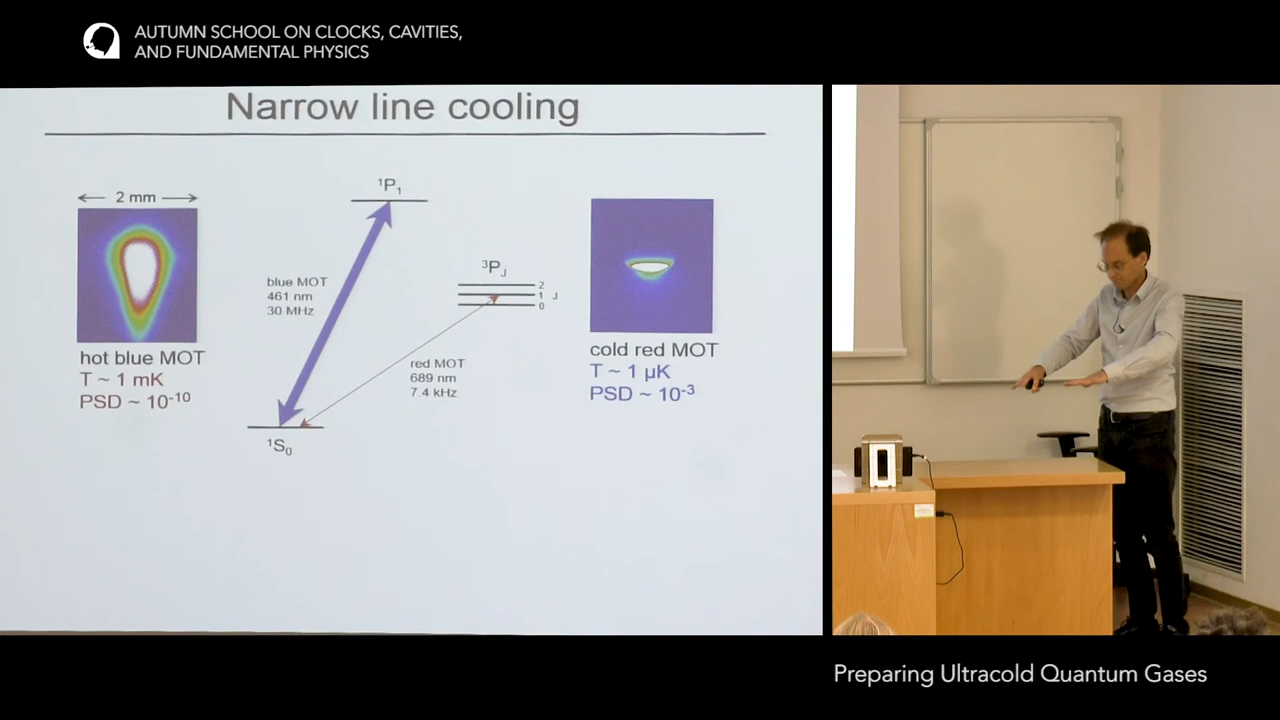 AUTUMN SCHOOL ON CLOCKS, CAVITIES,
AND FUNDAMENTAL PHYSICS
Narrow line cooling
2 mm
hot blue MOT
T ~ 1 mK
PSD ~ 10⁻¹⁰
¹P₁
blue MOT
461 nm
30 MHz
³PJ
2
1 J
0
red MOT
689 nm
7.4 kHz
¹S₀
cold red MOT
T ~ 1 µK
PSD ~ 10⁻³
Preparing Ultracold Quantum Gases